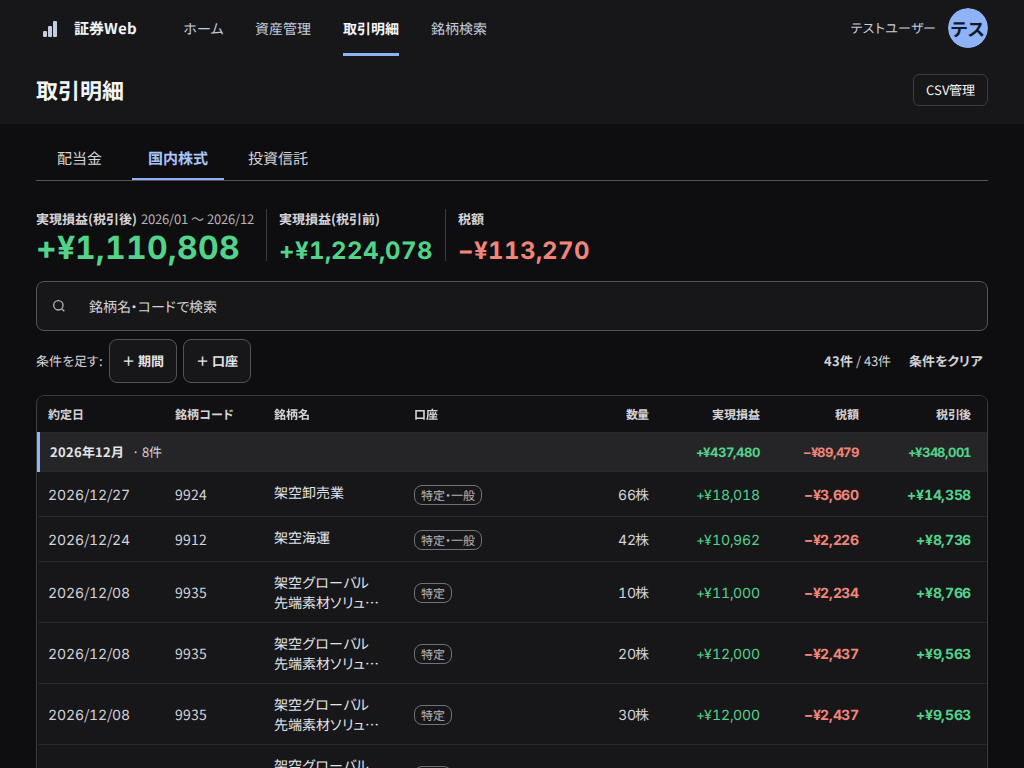 証券Web ホーム 資産管理 取引明細 銘柄検索 テストユーザー テス
取引明細 CSV管理
配当金 国内株式 投資信託
実現損益(税引後) 2026/01 〜 2026/12 実現損益(税引前) 税額
+¥1,110,808 +¥1,224,078 −¥113,270
銘柄名・コードで検索
条件を足す: + 期間 + 口座 43件 / 43件 条件をクリア
約定日 銘柄コード 銘柄名 口座 数量 実現損益 税額 税引後
2026年12月 · 8件 +¥437,480 −¥89,479 +¥348,001
2026/12/27 9924 架空卸売業 特定・一般 66株 +¥18,018 −¥3,660 +¥14,358
2026/12/24 9912 架空海運 特定・一般 42株 +¥10,962 −¥2,226 +¥8,736
2026/12/08 9935 架空グローバル 先端素材ソリュ… 特定 10株 +¥11,000 −¥2,234 +¥8,766
2026/12/08 9935 架空グローバル 先端素材ソリュ… 特定 20株 +¥12,000 −¥2,437 +¥9,563
2026/12/08 9935 架空グローバル 先端素材ソリュ… 特定 30株 +¥12,000 −¥2,437 +¥9,563
架空グローバル